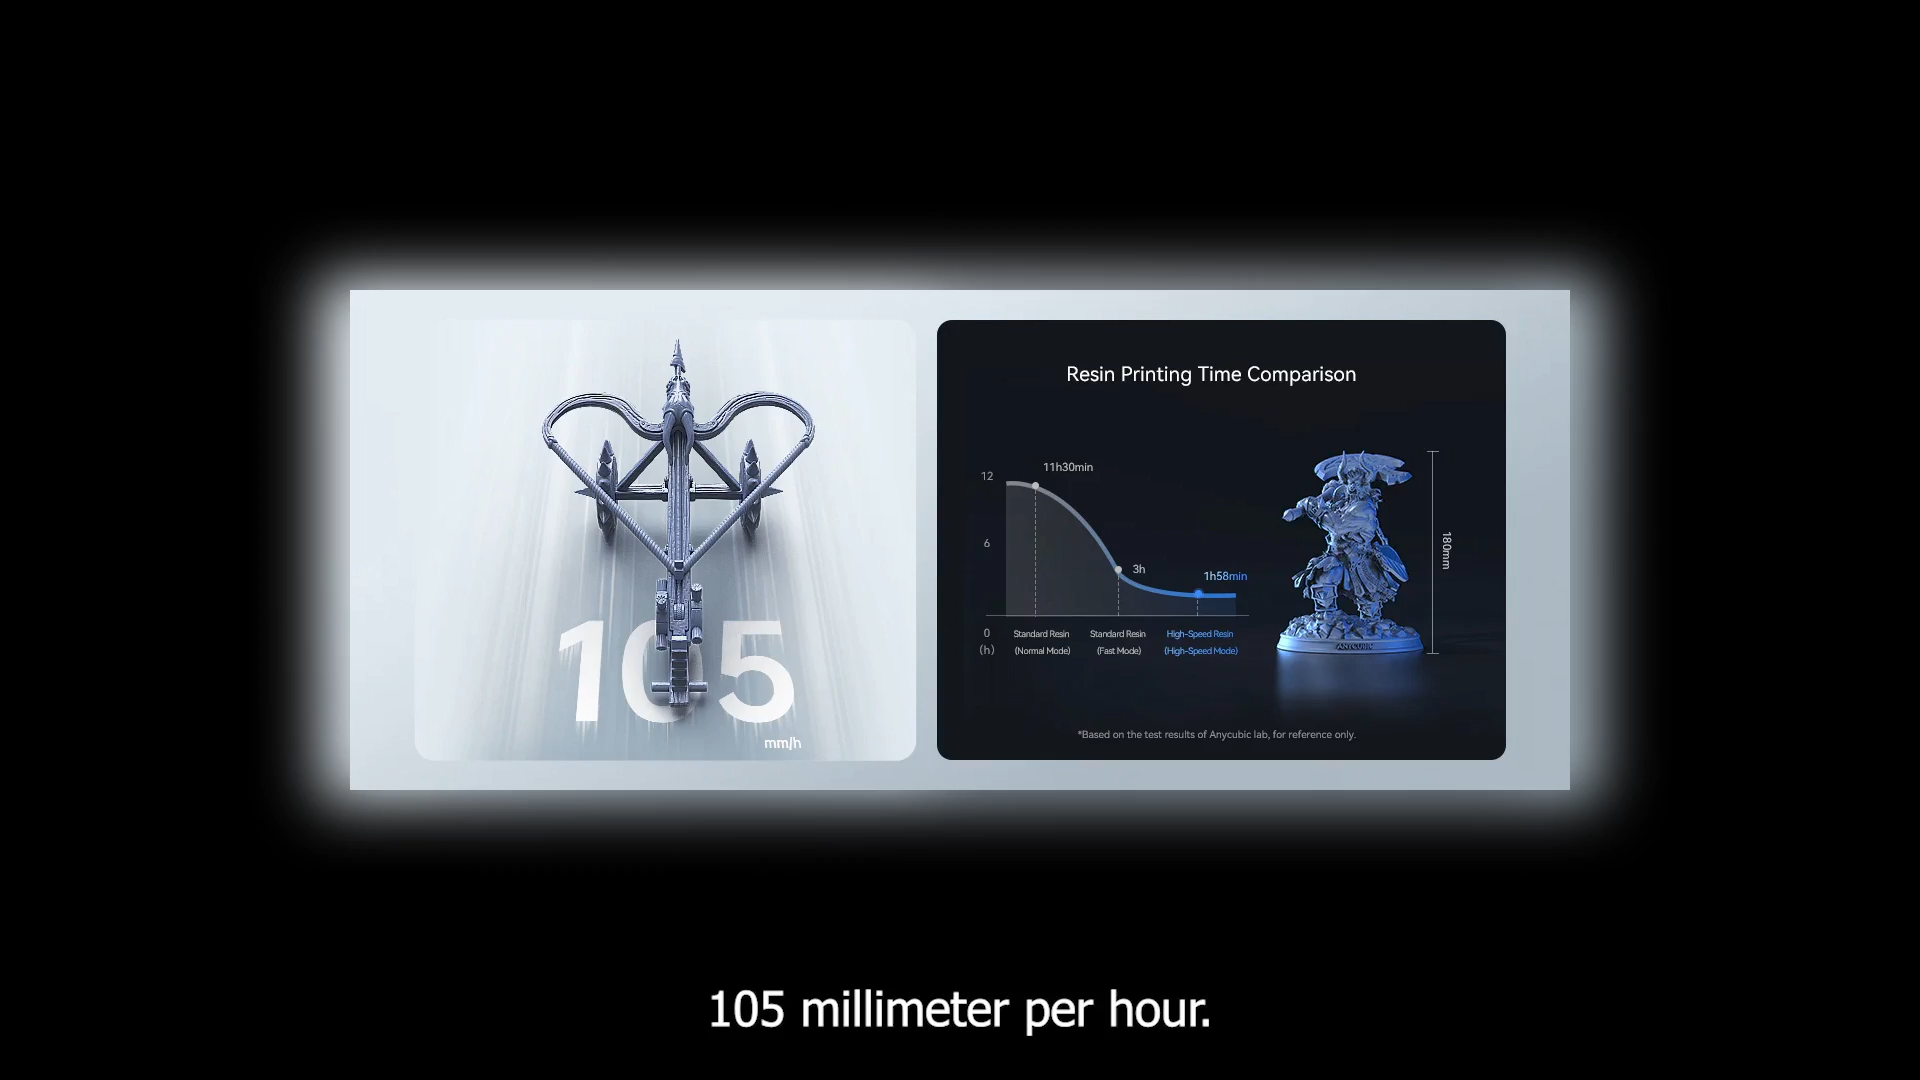 105
mm/h
Resin Printing Time Comparison
12
11h30min
6
3h
1h58min
180mm
0
(h)
Standard Resin
(Normal Mode)
Standard Resin
(Fast Mode)
High-Speed Resin
(High-Speed Mode)
ANYCUBIC
*Based on the test results of Anycubic lab, for reference only.
105 millimeter per hour.